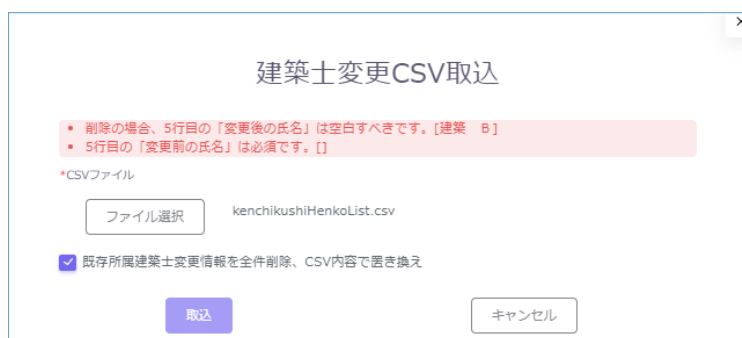 ×
建築士変更CSV取込
• 削除の場合、5行目の「変更後の氏名」は空白すべきです。[建築　B]
• 5行目の「変更前の氏名」は必須です。[]
*CSVファイル
ファイル選択 kenchikushiHenkoList.csv
既存所属建築士変更情報を全件削除、CSV内容で置き換え
取込 キャンセル